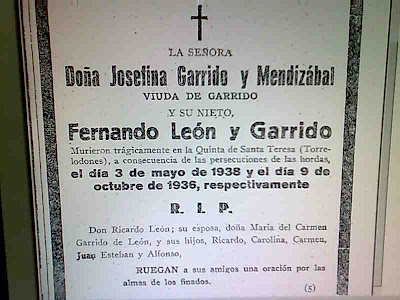 LA SEÑORA
Doña Josefina Garrido y Mendizábal
VIUDA DE GARRIDO
Y SU NIETO,
Fernando León y Garrido
Murieron trágicamente en la Quinta de Santa Teresa (Torre-
lodones), a consecuencia de las persecuciones de las hordas,
el día 3 de mayo de 1938 y el día 9 de
octubre de 1936, respectivamente
R. I. P.
Don Ricardo León; su esposa, doña María del Carmen
Garrido de León, y sus hijos, Ricardo, Carolina, Carmen,
Juan Esteban y Alfonso,
RUEGAN a sus amigos una oración por las
almas de los finados.
(5)